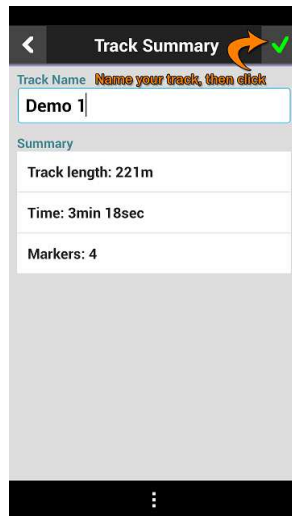 Track Summary
Track Name Name your track, then click
Demo 1
Summary
Track length: 221m
Time: 3min 18sec
Markers: 4